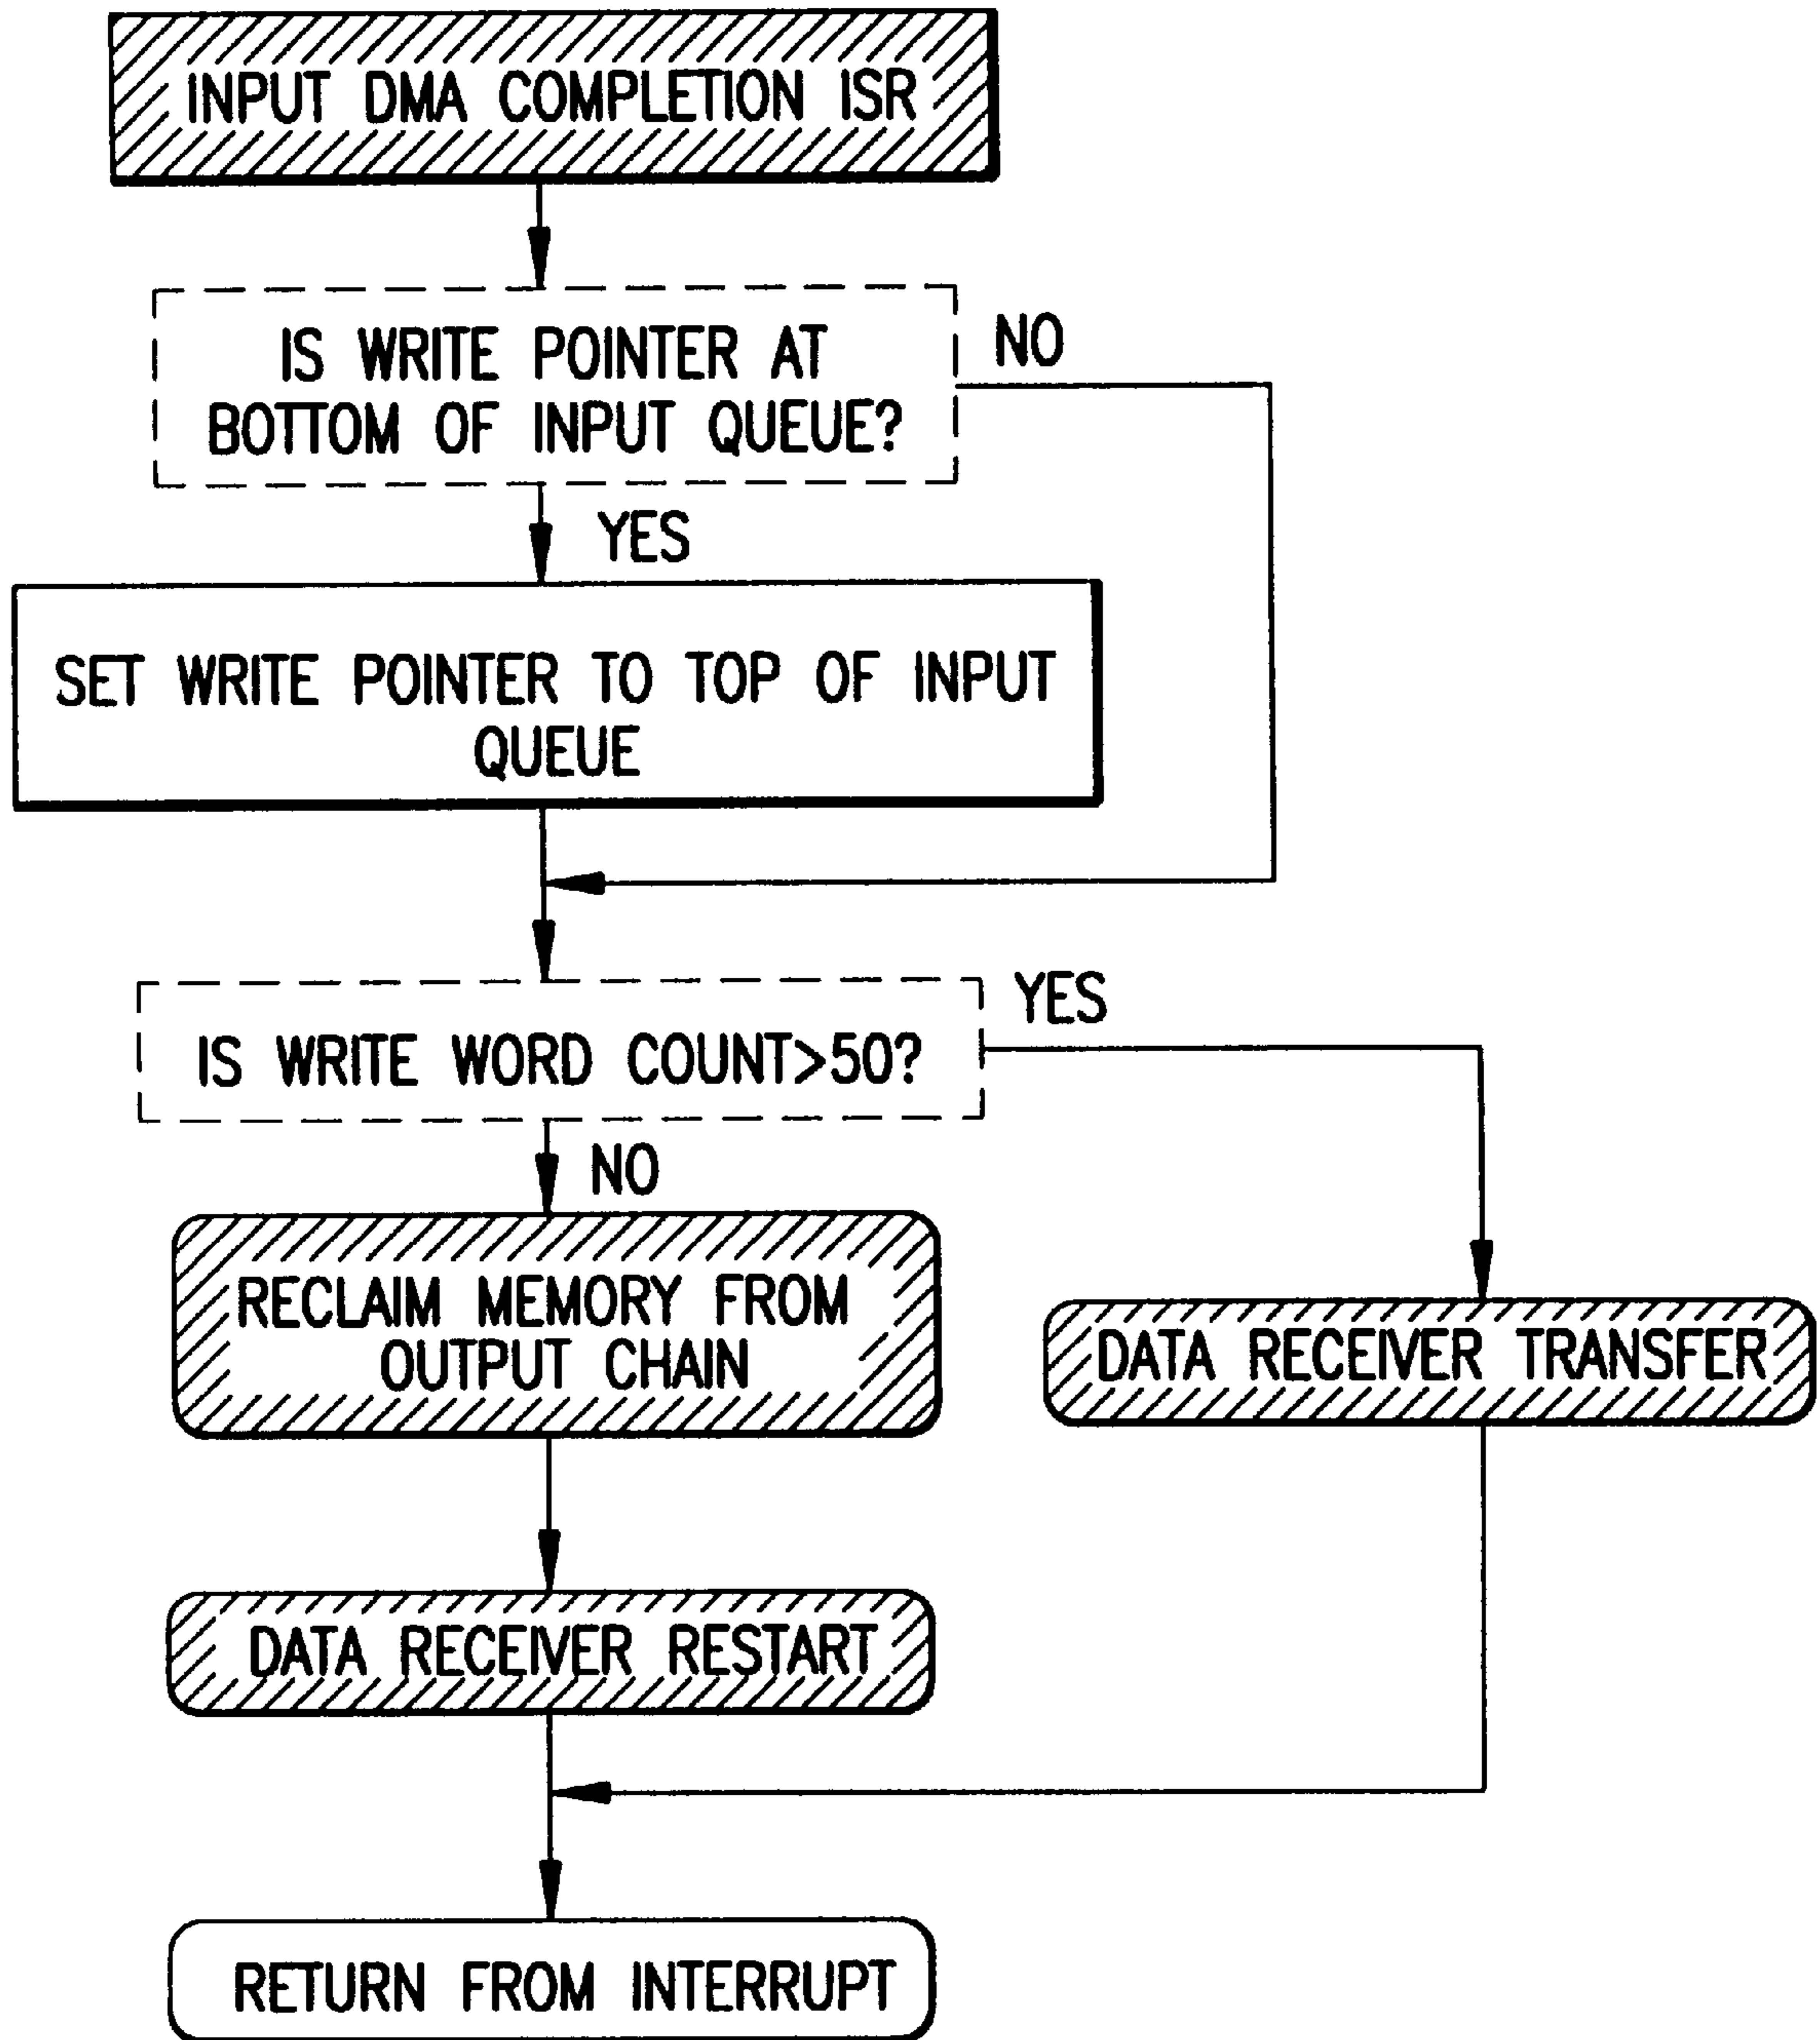 INPUT DMA COMPLETION ISR
IS WRITE POINTER AT
BOTTOM OF INPUT QUEUE?
NO
YES
SET WRITE POINTER TO TOP OF INPUT
QUEUE
IS WRITE WORD COUNT>50?
YES
NO
RECLAIM MEMORY FROM
OUTPUT CHAIN
DATA RECEIVER TRANSFER
DATA RECEIVER RESTART
RETURN FROM INTERRUPT